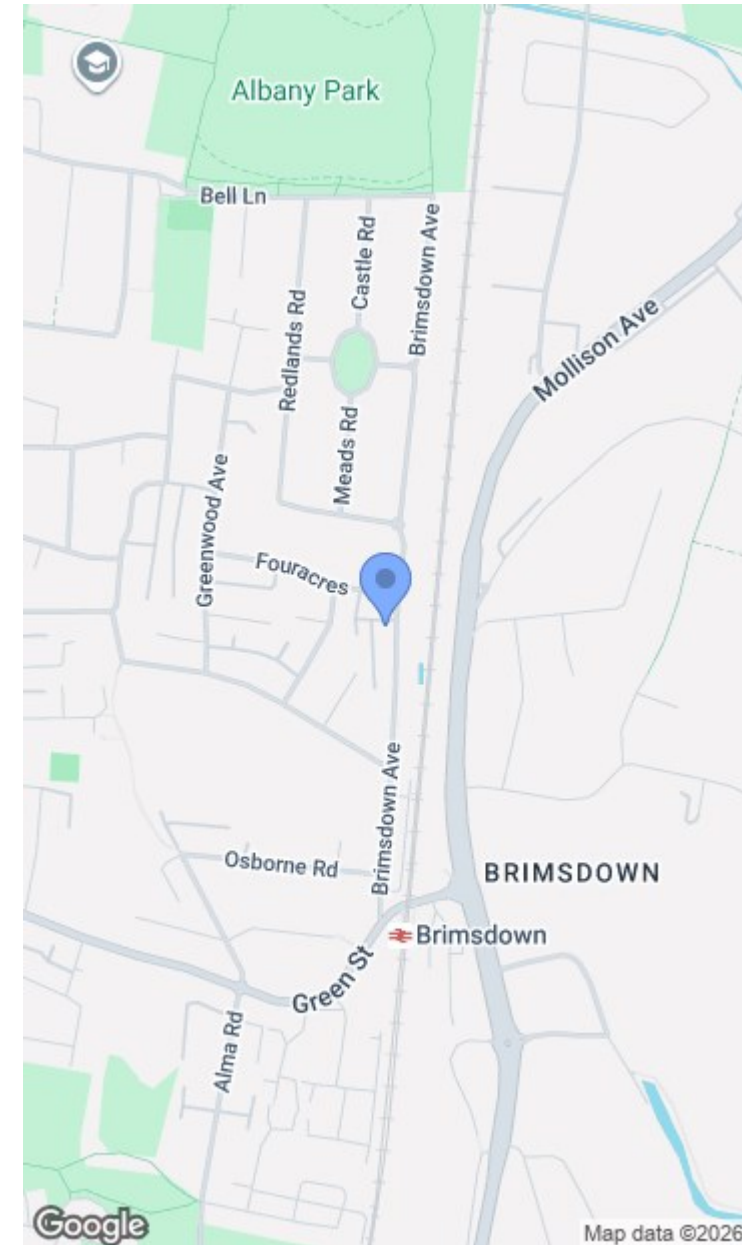 Albany Park
Bell Ln
Castle Rd
Brimsdown Ave
Redlands Rd
Mollison Ave
Meads Rd
Greenwood Ave
Fouracres
Brimsdown Ave
Osborne Rd
BRIMSDOWN
Brimsdown
Green St
Alma Rd
Google
Map data ©2026